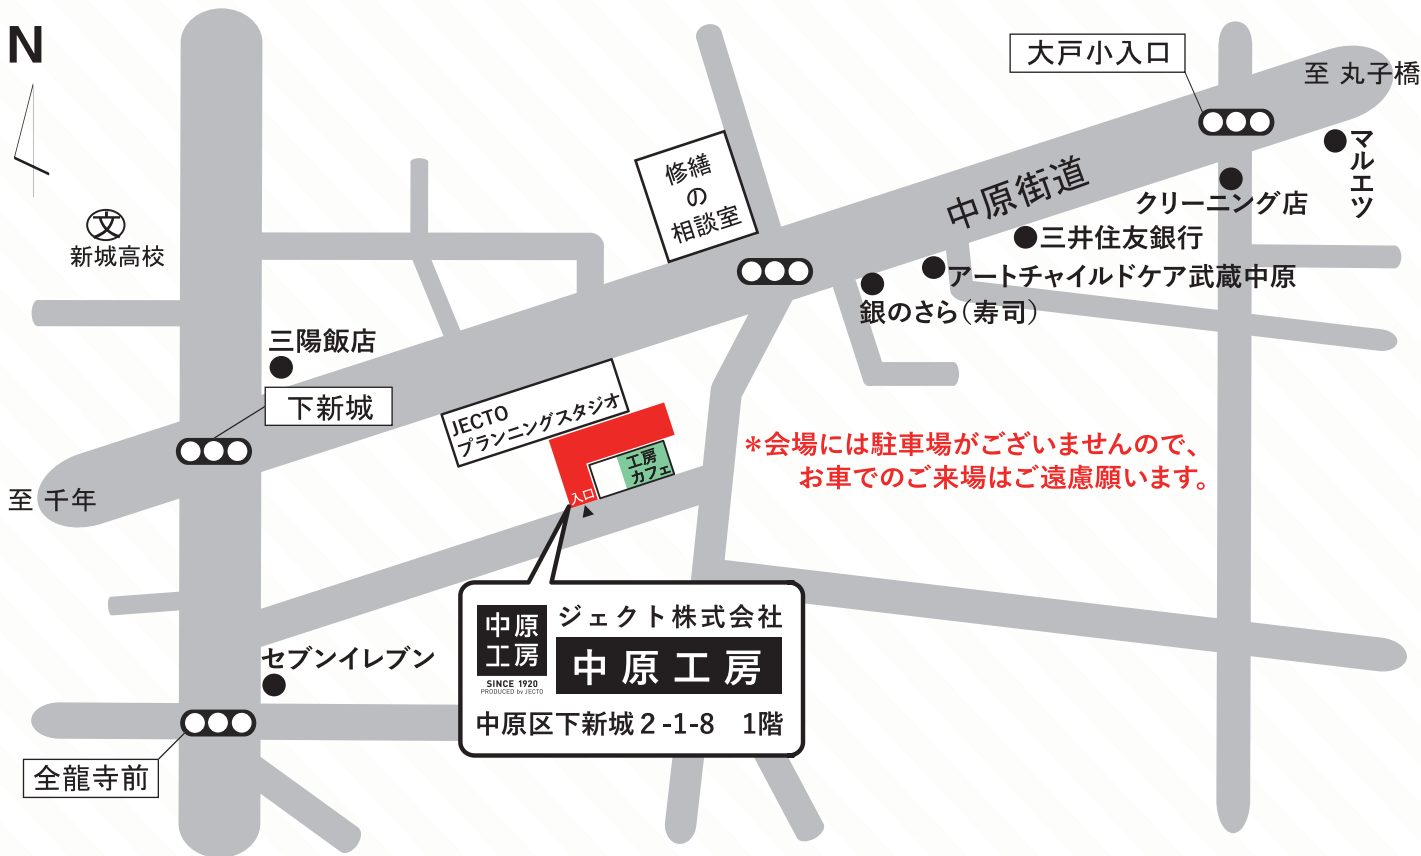 N
大戸小入口
至 丸子橋
マルエツ
修繕
の
相談室
中原街道
クリーニング店
文
新城高校
三井住友銀行
アートチャイルドケア武蔵中原
銀のさら(寿司)
三陽飯店
下新城
JECTO
プランニングスタジオ
工房
カフェ
入口
*会場には駐車場がございませんので、
お車でのご来場はご遠慮願います。
至 千年
中原
工房
SINCE 1920
PRODUCED by JECTO
ジェクト株式会社
中原工房
中原区下新城2-1-8 1階
セブンイレブン
全龍寺前